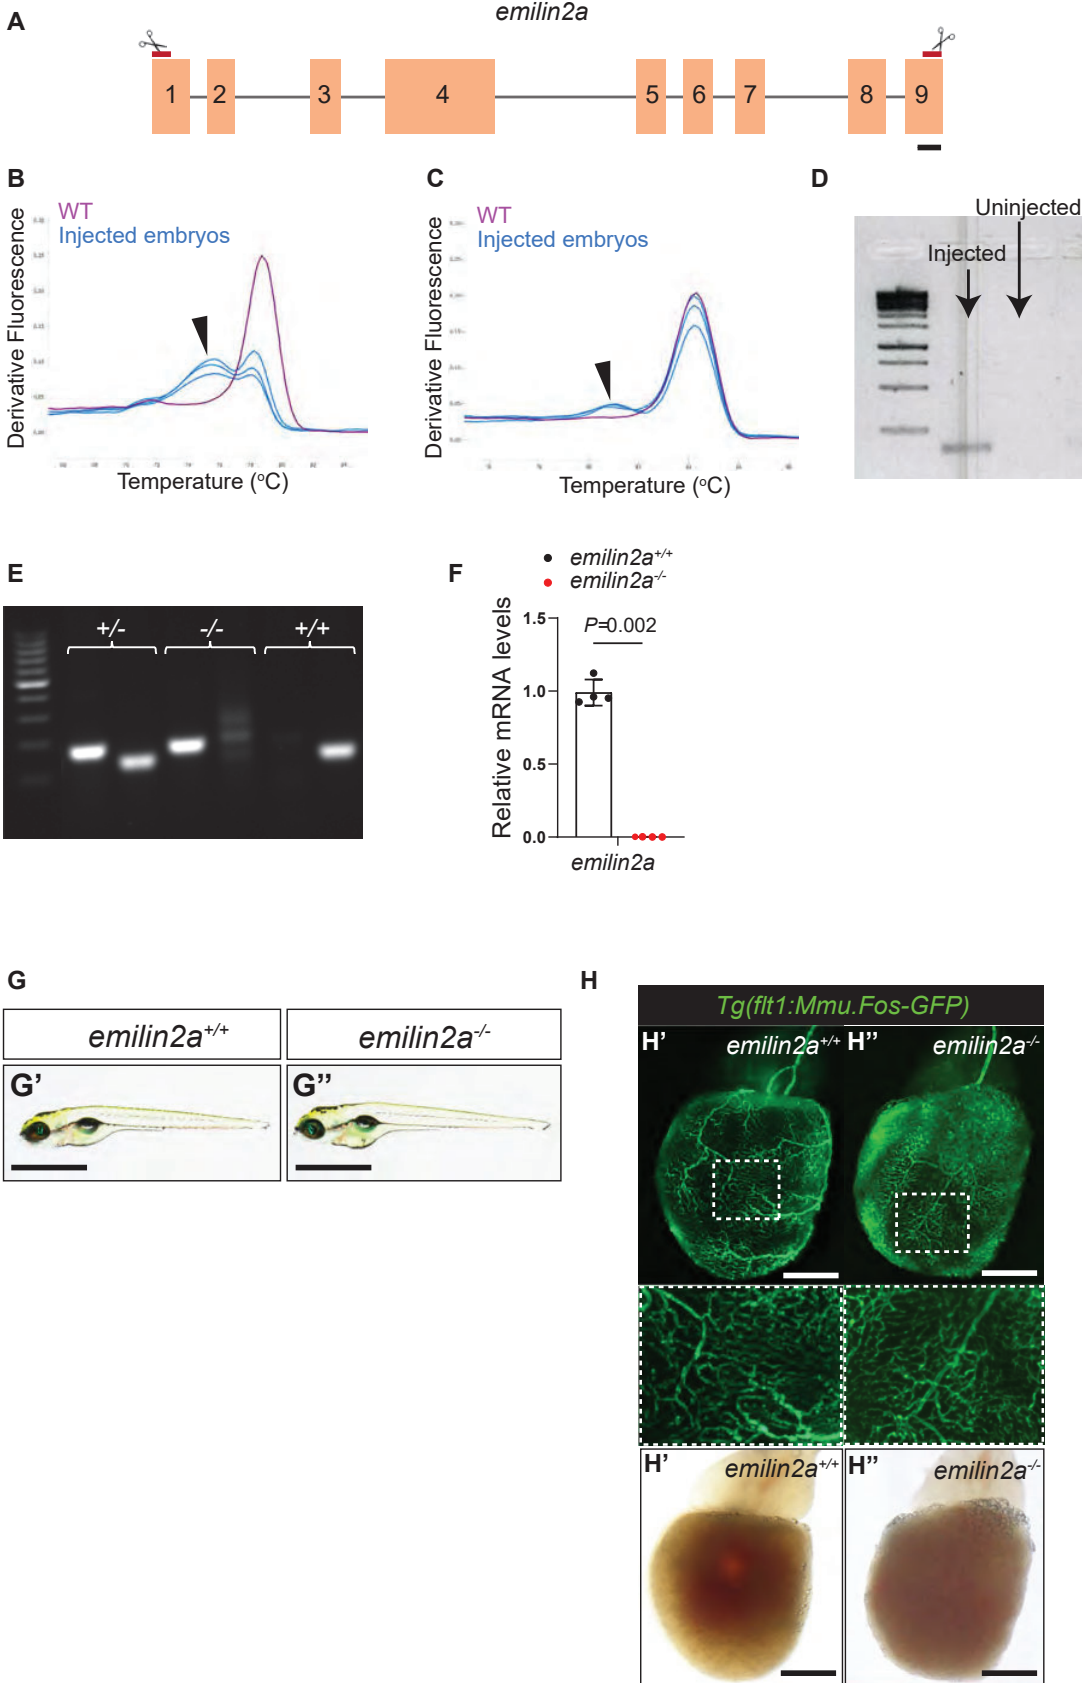 A
emilin2a
1 2 3 4 5 6 7 8 9
B
WT
Injected embryos
Derivative Fluorescence
Temperature (°C)
C
WT
Injected embryos
Derivative Fluorescence
Temperature (°C)
D
Uninjected
Injected
E
+/- -/- +/+
F
emilin2a+/+
emilin2a-/-
Relative mRNA levels
P=0.002
1.5
1.0
0.5
0.0
emilin2a
G
emilin2a+/+ emilin2a-/-
G’ G”
H
Tg(flt1:Mmu.Fos-GFP)
H’ emilin2a+/+ H” emilin2a-/-
H’ emilin2a+/+ H” emilin2a-/-